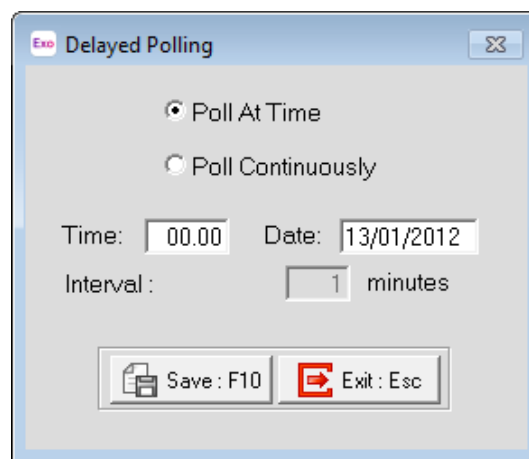 Exo Delayed Polling
Poll At Time
Poll Continuously
Time: 00.00 Date: 13/01/2012
Interval : 1 minutes
Save : F10 Exit : Esc